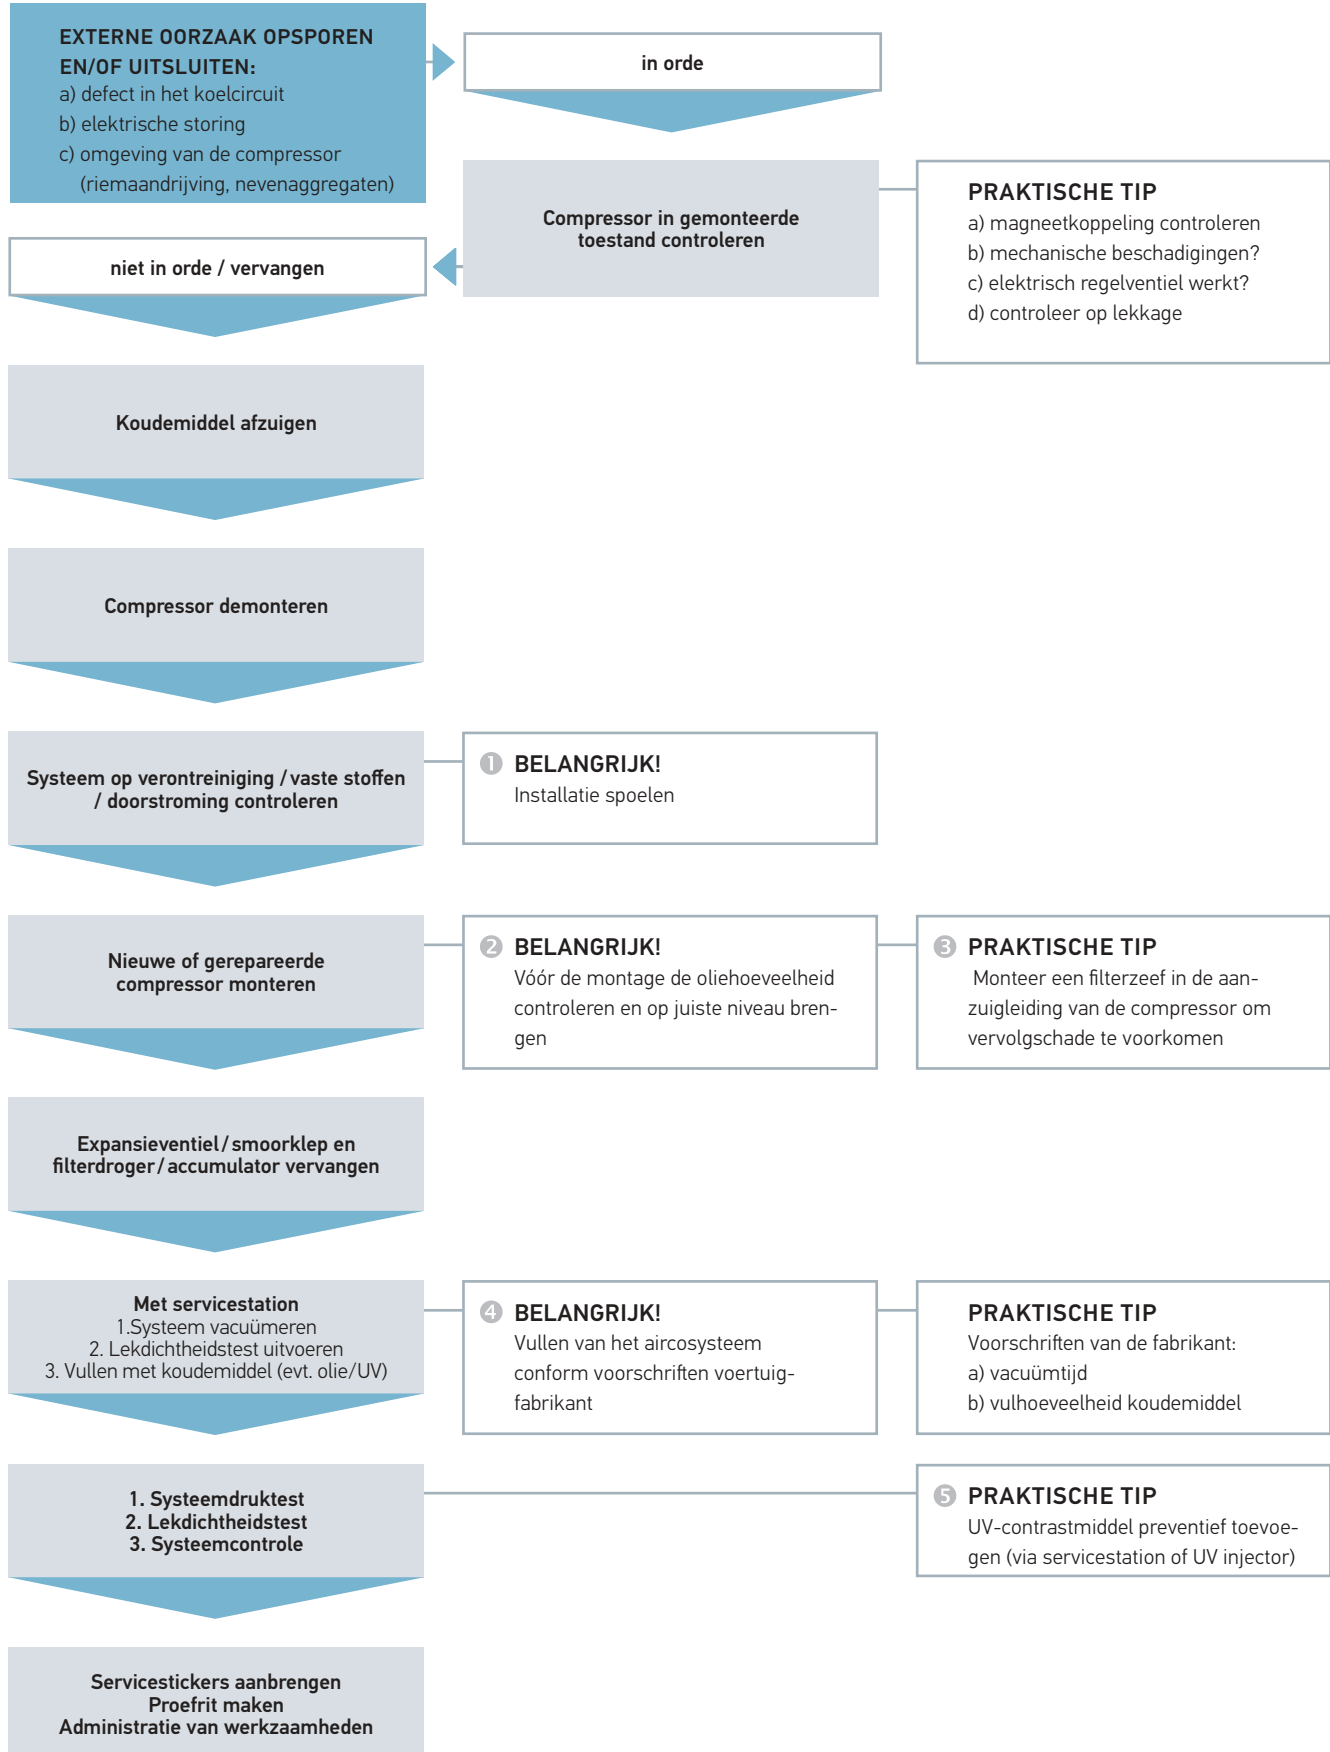 EXTERNE OORZAAK OPSPOREN
EN/OF UITSLUITEN:
a) defect in het koelcircuit
b) elektrische storing
c) omgeving van de compressor
(riemaandrijving, nevenaggregaten)
in orde
Compressor in gemonteerde
toestand controleren
PRAKTISCHE TIP
a) magneetkoppeling controleren
b) mechanische beschadigingen?
c) elektrisch regelventiel werkt?
d) controleer op lekkage
niet in orde / vervangen
Koudemiddel afzuigen
Compressor demonteren
Systeem op verontreiniging / vaste stoffen
/ doorstroming controleren
❶ BELANGRIJK!
Installatie spoelen
Nieuwe of gerepareerde
compressor monteren
❷ BELANGRIJK!
Vóór de montage de oliehoeveelheid
controleren en op juiste niveau bren-
gen
❸ PRAKTISCHE TIP
Monteer een filterzeef in de aan-
zuigleiding van de compressor om
vervolgschade te voorkomen
Expansieventiel / smoorklep en
filterdroger / accumulator vervangen
Met servicestation
1.Systeem vacuümeren
2. Lekdichtheidstest uitvoeren
3. Vullen met koudemiddel (evt. olie/UV)
❹ BELANGRIJK!
Vullen van het aircosysteem
conform voorschriften voertuig-
fabrikant
PRAKTISCHE TIP
Voorschriften van de fabrikant:
a) vacuümtijd
b) vulhoeveelheid koudemiddel
1. Systeemdruktest
2. Lekdichtheidstest
3. Systeemcontrole
❺ PRAKTISCHE TIP
UV-contrastmiddel preventief toevoe-
gen (via servicestation of UV injector)
Servicestickers aanbrengen
Proefrit maken
Administratie van werkzaamheden